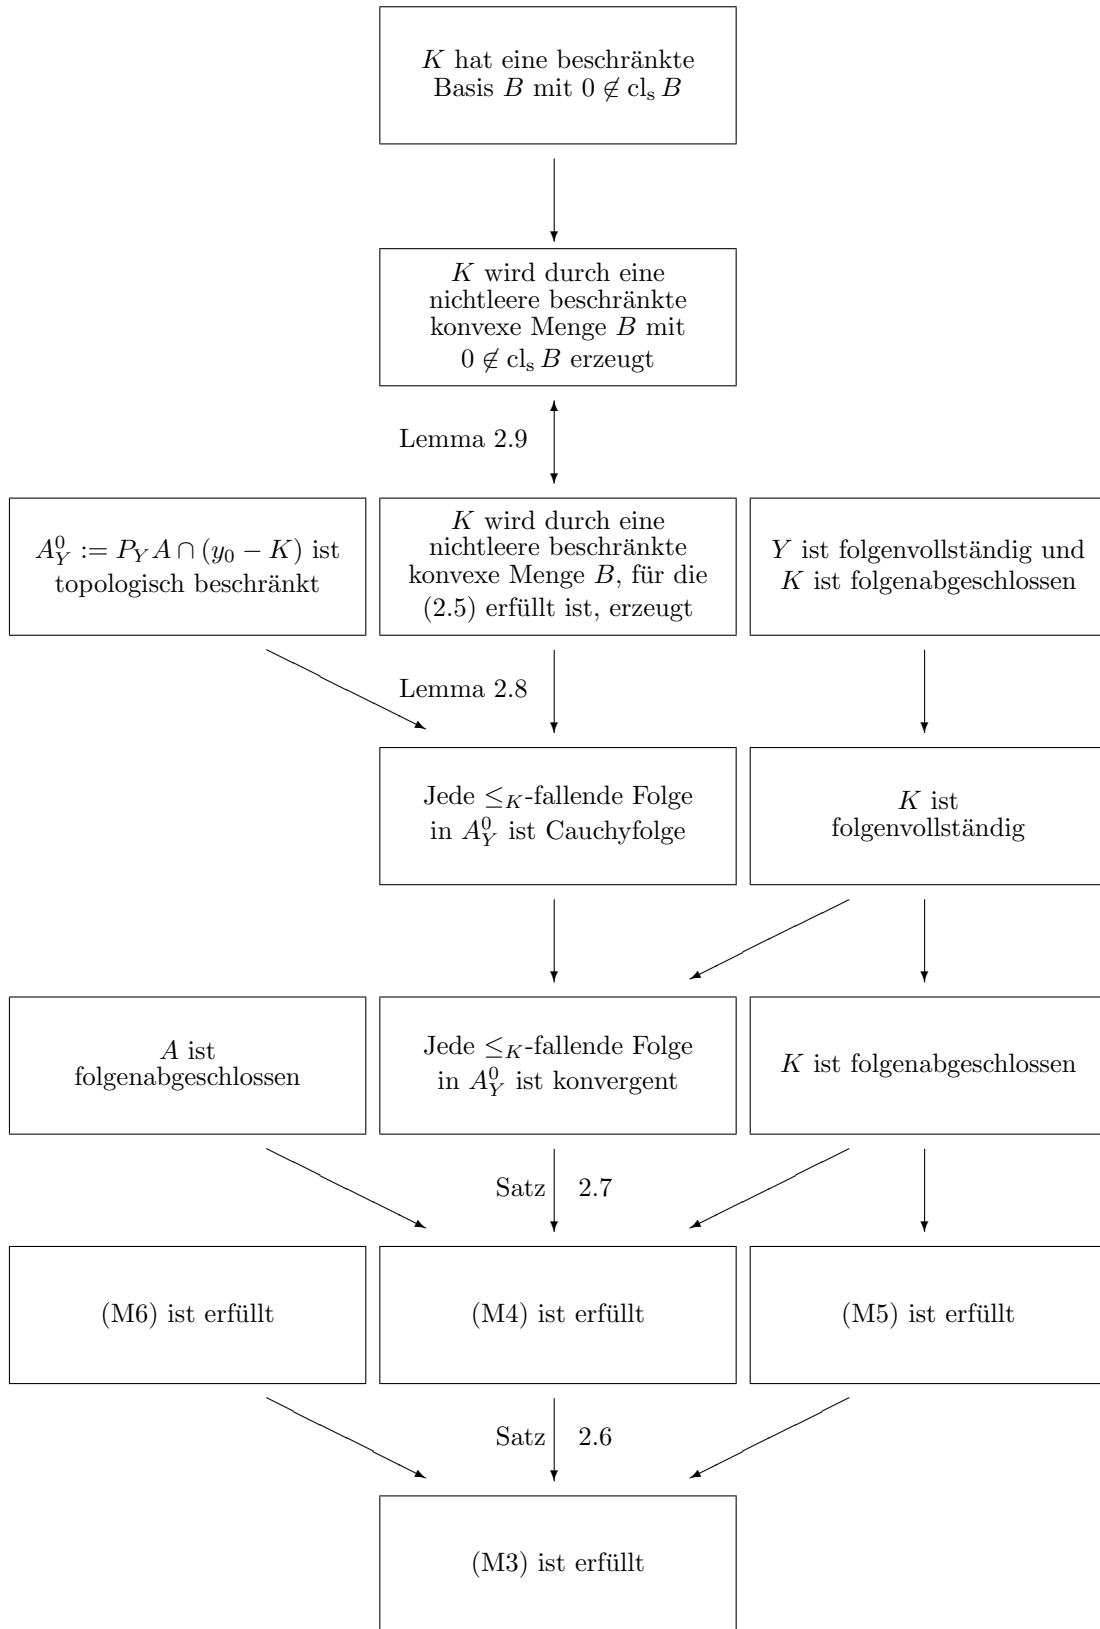 K hat eine beschränkte
Basis B mit 0 ∉ cl_s B
K wird durch eine
nichtleere beschränkte
konvexe Menge B mit
0 ∉ cl_s B erzeugt
Lemma 2.9
A_Y^0 := P_Y A ∩ (y_0 − K) ist
topologisch beschränkt
K wird durch eine
nichtleere beschränkte
konvexe Menge B, für die
(2.5) erfüllt ist, erzeugt
Y ist folgenvollständig und
K ist folgenabgeschlossen
Lemma 2.8
Jede ≤_K-fallende Folge
in A_Y^0 ist Cauchyfolge
K ist
folgenvollständig
A ist
folgenabgeschlossen
Jede ≤_K-fallende Folge
in A_Y^0 ist konvergent
K ist folgenabgeschlossen
Satz 2.7
(M6) ist erfüllt
(M4) ist erfüllt
(M5) ist erfüllt
Satz 2.6
(M3) ist erfüllt